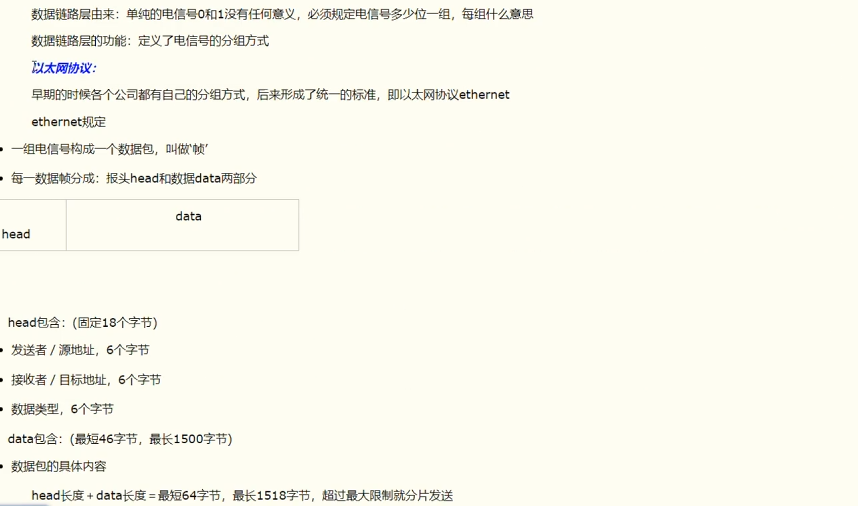 数据链路层由来：单纯的电信号0和1没有任何意义，必须规定电信号多少位一组，每组什么意思
数据链路层的功能：定义了电信号的分组方式
以太网协议：
早期的时候各个公司都有自己的分组方式，后来形成了统一的标准，即以太网协议ethernet
ethernet规定
一组电信号构成一个数据包，叫做‘帧’
每一数据帧分成：报头head和数据data两部分
data
head
head包含：(固定18个字节)
发送者／源地址，6个字节
接收者／目标地址，6个字节
数据类型，6个字节
data包含：(最短46字节，最长1500字节)
数据包的具体内容
head长度＋data长度＝最短64字节，最长1518字节，超过最大限制就分片发送